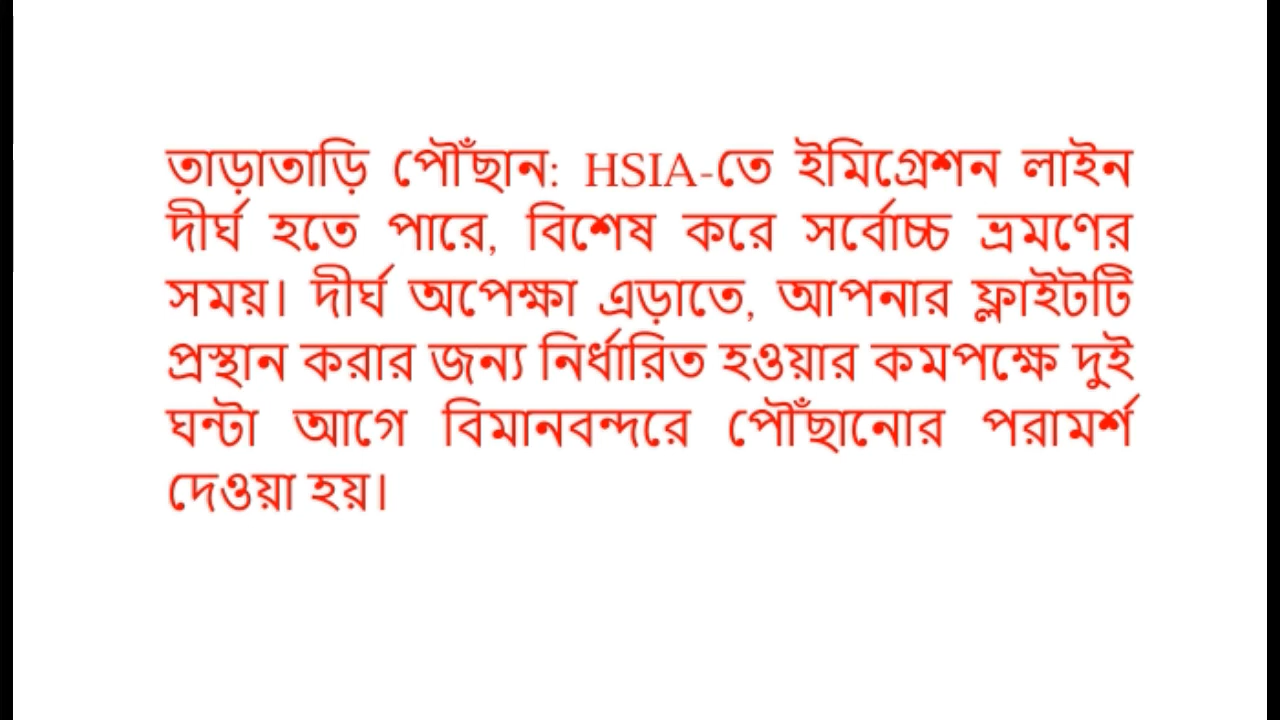 তাড়াতাড়ি পৌঁছান: HSIA-তে ইমিগ্রেশন লাইন
দীর্ঘ হতে পারে, বিশেষ করে সর্বোচ্চ ভ্রমণের
সময়। দীর্ঘ অপেক্ষা এড়াতে, আপনার ফ্লাইটটি
প্রস্থান করার জন্য নির্ধারিত হওয়ার কমপক্ষে দুই
ঘন্টা আগে বিমানবন্দরে পৌঁছানোর পরামর্শ
দেওয়া হয়।